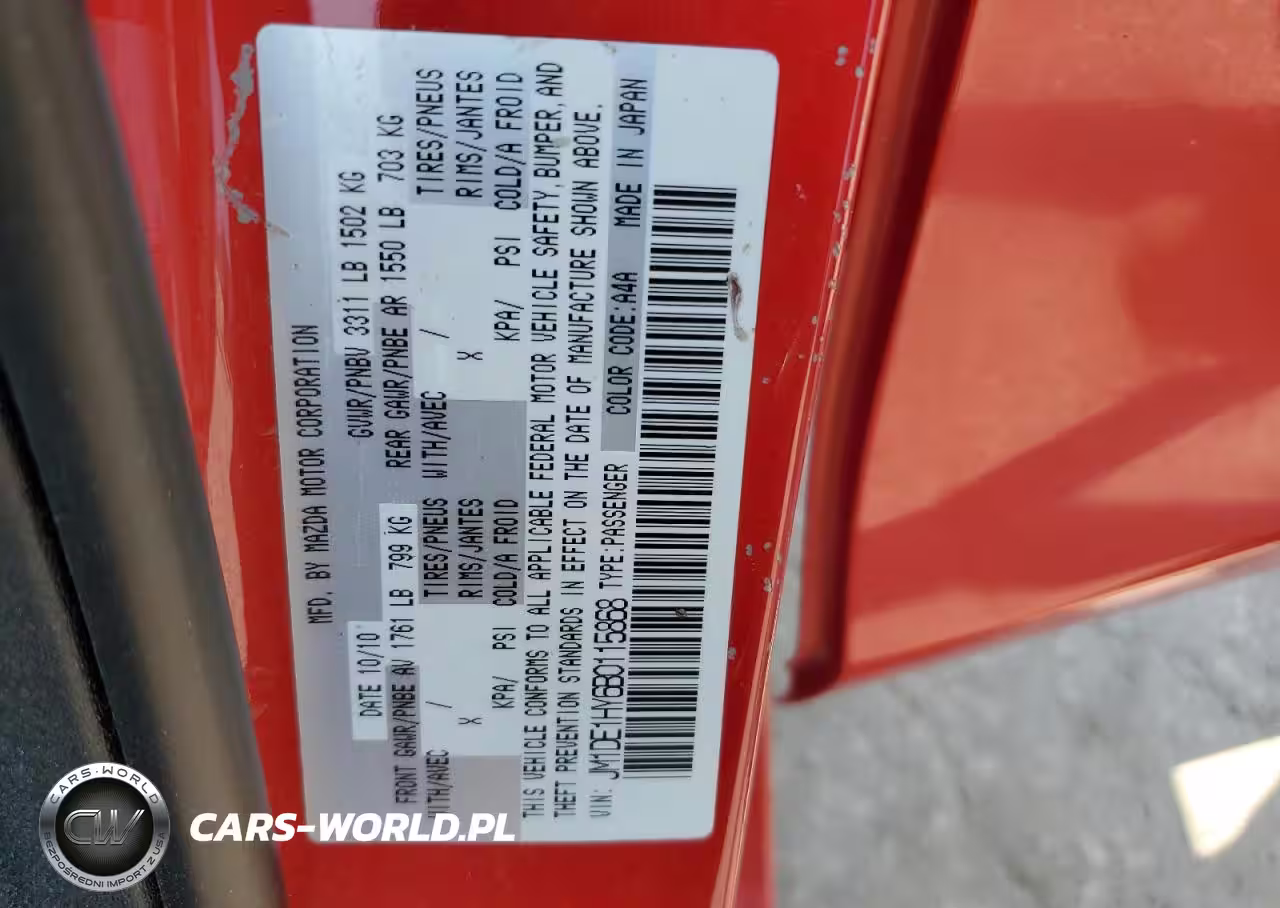 MFD. BY MAZDA MOTOR CORPORATION
DATE 10/10 GVWR/PNBV 3311 LB 1502 KG
FRONT GAWR/PNBE AV 1761 LB 799 KG REAR GAWR/PNBE AR 1550 LB 703 KG
WITH/AVEC / TIRES/PNEUS WITH/AVEC / TIRES/PNEUS
X RIMS/JANTES X RIMS/JANTES
KPA/ PSI COLD/A FROID KPA/ PSI COLD/A FROID
THIS VEHICLE CONFORMS TO ALL APPLICABLE FEDERAL MOTOR VEHICLE SAFETY, BUMPER, AND
THEFT PREVENTION STANDARDS IN EFFECT ON THE DATE OF MANUFACTURE SHOWN ABOVE.
VIN: JM1DE1HY6B0115868 TYPE:PASSENGER COLOR CODE:A4A MADE IN JAPAN
CARS-WORLD
CW
BEZPOŚREDNI IMPORT Z USA
CARS-WORLD.PL